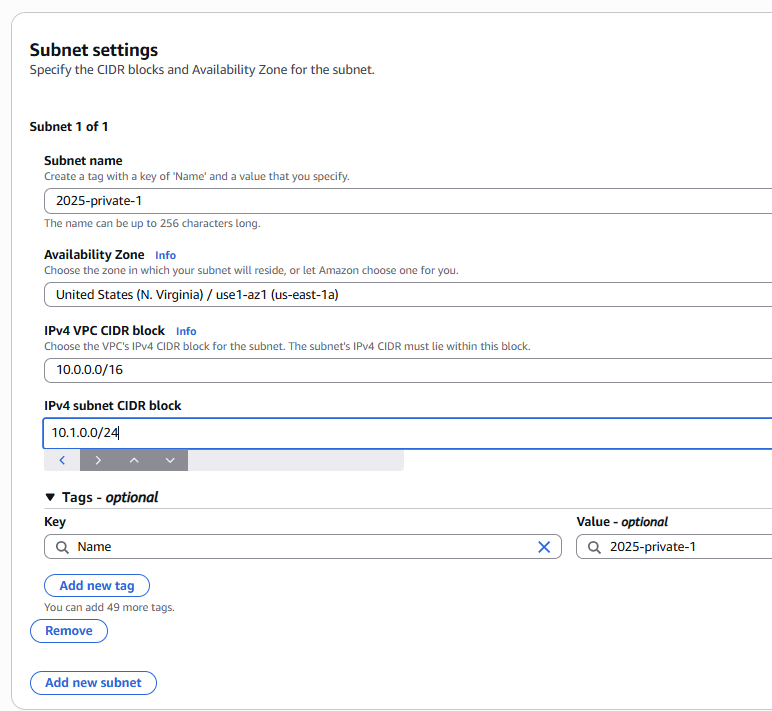 Subnet settings
Specify the CIDR blocks and Availability Zone for the subnet.
Subnet 1 of 1
Subnet name
Create a tag with a key of 'Name' and a value that you specify.
2025-private-1
The name can be up to 256 characters long.
Availability Zone Info
Choose the zone in which your subnet will reside, or let Amazon choose one for you.
United States (N. Virginia) / use1-az1 (us-east-1a)
IPv4 VPC CIDR block Info
Choose the VPC's IPv4 CIDR block for the subnet. The subnet's IPv4 CIDR must lie within this block.
10.0.0.0/16
IPv4 subnet CIDR block
10.1.0.0/24
Tags - optional
Key Value - optional
Name 2025-private-1
Add new tag
You can add 49 more tags.
Remove
Add new subnet